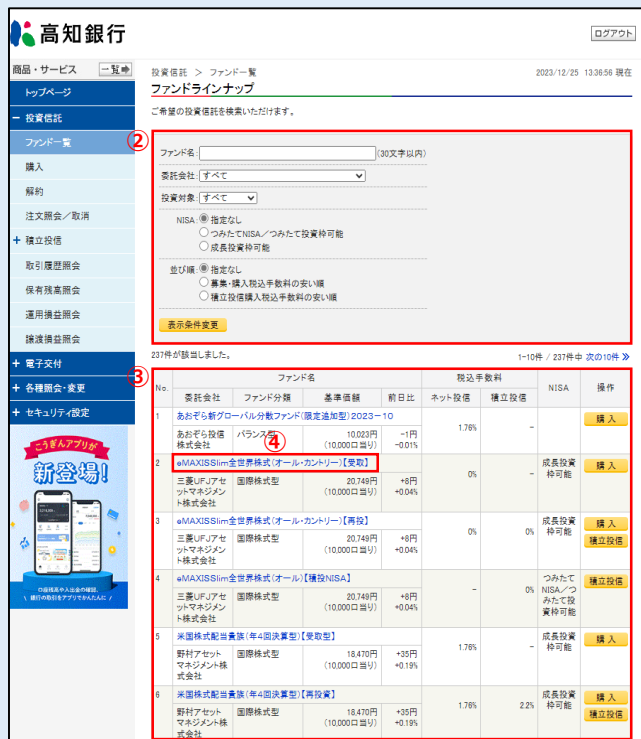 高知銀行
ログアウト
商品・サービス 一覧
投資信託 ＞ ファンド一覧
2023/12/25 13:36:56 現在
トップページ
ファンドラインナップ
投資信託
ご希望の投資信託を検索いただけます。
ファンド一覧
②
ファンド名: (30文字以内)
購入
委託会社: すべて
解約
投資対象: すべて
注文照会／取消
NISA: 指定なし
つみたてNISA／つみたて投資枠可能
成長投資枠可能
積立投信
取引履歴照会
並び順: 指定なし
募集・購入税込手数料の安い順
積立投信購入税込手数料の安い順
保有残高照会
運用損益照会
表示条件変更
譲渡損益照会
237件が該当しました。
1-10件 / 237件中 次の10件
電子交付
③
各種照会・変更
セキュリティ設定
No. ファンド名 税込手数料 NISA 操作
委託会社 ファンド分類 基準価額 前日比 ネット投信 積立投信
1 あおぞら新グローバル分散ファンド(限定追加型)2023－10
あおぞら投信株式会社 バランス型 10,023円 (10,000口当り) －1円 -0.01% 1.76% － 購入
④
2 eMAXISSlim全世界株式(オール・カントリー)【受取】
三菱UFJアセットマネジメント株式会社 国際株式型 20,749円 (10,000口当り) +8円 +0.04% 0% － 成長投資枠可能 購入
3 eMAXISSlim全世界株式(オール・カントリー)【再投】
三菱UFJアセットマネジメント株式会社 国際株式型 20,749円 (10,000口当り) +8円 +0.04% 0% 0% 成長投資枠可能 購入 積立投信
4 eMAXISSlim全世界株式(オール)【積投NISA】
三菱UFJアセットマネジメント株式会社 国際株式型 20,749円 (10,000口当り) +8円 +0.04% － 0% つみたてNISA／つみたて投資枠可能 積立投信
5 米国株式配当貴族(年4回決算型)【受取型】
野村アセットマネジメント株式会社 国際株式型 18,470円 (10,000口当り) +35円 +0.19% 1.76% － 成長投資枠可能 購入
6 米国株式配当貴族(年4回決算型)【再投資】
野村アセットマネジメント株式会社 国際株式型 18,470円 (10,000口当り) +35円 +0.19% 1.76% 2.2% 成長投資枠可能 購入 積立投信
こうぎんアプリが
新登場!
口座残高や入出金の確認、
銀行の取引をアプリでかんたんに